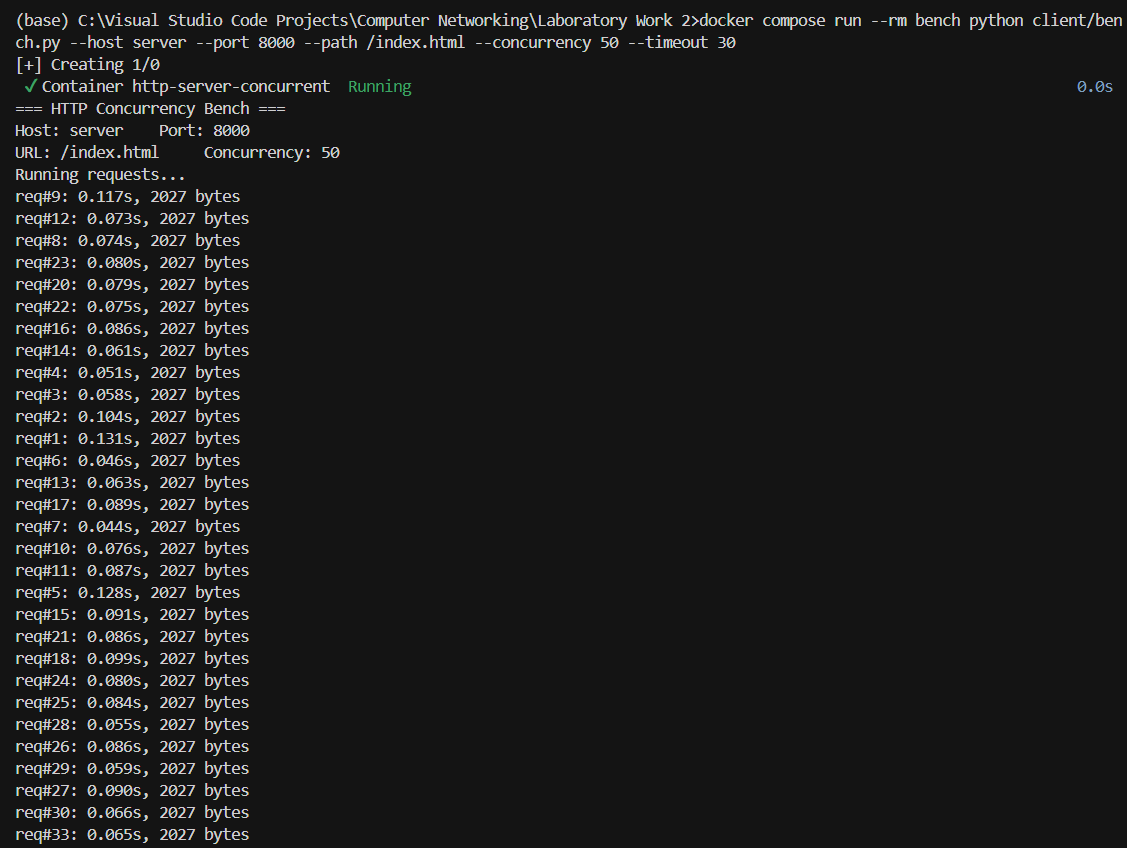 (base) C:\Visual Studio Code Projects\Computer Networking\Laboratory Work 2>docker compose run --rm bench python client/ben
ch.py --host server --port 8000 --path /index.html --concurrency 50 --timeout 30
[+] Creating 1/0
✓ Container http-server-concurrent  Running 0.0s
=== HTTP Concurrency Bench ===
Host: server    Port: 8000
URL: /index.html     Concurrency: 50
Running requests...
req#9: 0.117s, 2027 bytes
req#12: 0.073s, 2027 bytes
req#8: 0.074s, 2027 bytes
req#23: 0.080s, 2027 bytes
req#20: 0.079s, 2027 bytes
req#22: 0.075s, 2027 bytes
req#16: 0.086s, 2027 bytes
req#14: 0.061s, 2027 bytes
req#4: 0.051s, 2027 bytes
req#3: 0.058s, 2027 bytes
req#2: 0.104s, 2027 bytes
req#1: 0.131s, 2027 bytes
req#6: 0.046s, 2027 bytes
req#13: 0.063s, 2027 bytes
req#17: 0.089s, 2027 bytes
req#7: 0.044s, 2027 bytes
req#10: 0.076s, 2027 bytes
req#11: 0.087s, 2027 bytes
req#5: 0.128s, 2027 bytes
req#15: 0.091s, 2027 bytes
req#21: 0.086s, 2027 bytes
req#18: 0.099s, 2027 bytes
req#24: 0.080s, 2027 bytes
req#25: 0.084s, 2027 bytes
req#28: 0.055s, 2027 bytes
req#26: 0.086s, 2027 bytes
req#29: 0.059s, 2027 bytes
req#27: 0.090s, 2027 bytes
req#30: 0.066s, 2027 bytes
req#33: 0.065s, 2027 bytes